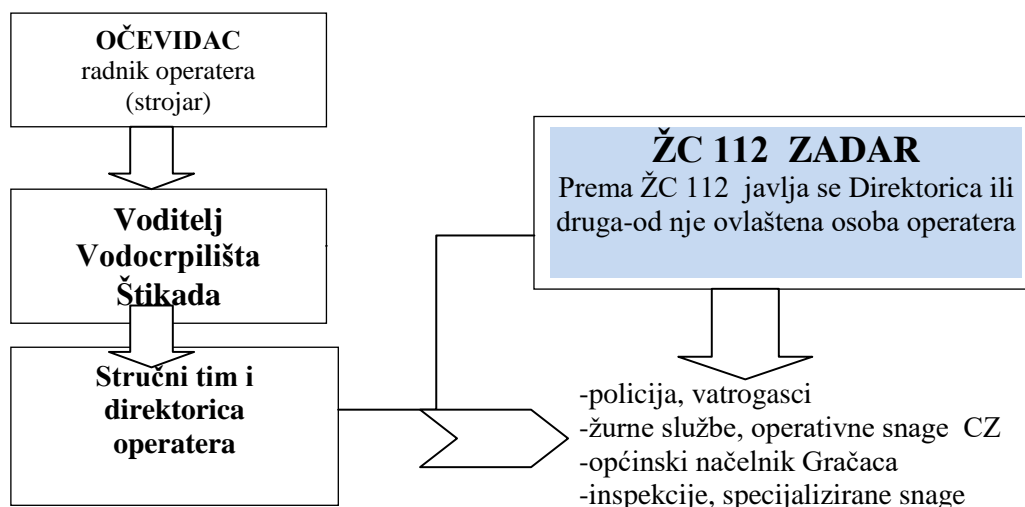 OČEVIDAC
radnik operatera
(strojar)
Voditelj
Vodocrpilišta
Štikada
Stručni tim i
direktorica
operatera
ŽC 112 ZADAR
Prema ŽC 112 javlja se Direktorica ili
druga-od nje ovlaštena osoba operatera
-policija, vatrogasci
-žurne službe, operativne snage CZ
-općinski načelnik Gračaca
-inspekcije, specijalizirane snage